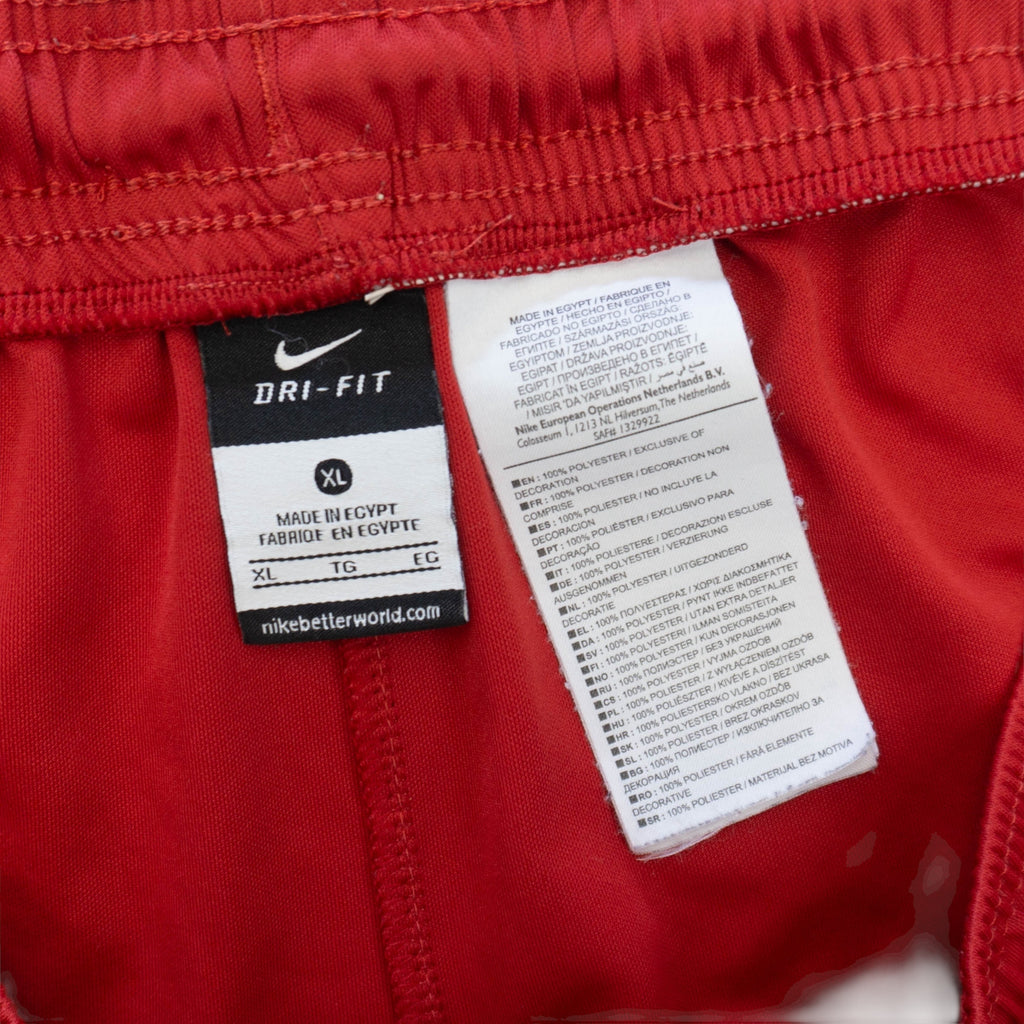 DRI-FIT
XL
MADE IN EGYPT
FABRIQE EN EGYPTE
XL TG EG
nikebetterworld.com
MADE IN EGYPT / FABRIQUE EN
EGYPTE / HECHO EN EGIPTO /
FABRICADO NO EGIPTO / СДЕЛАНО В
ЕГИПТЕ / SZÁRMAZÁSI ORSZÁG:
EGYIPTOM / ZEMLJA PROIZVODNJE:
EGIPAT / DRŽAVA PROIZVODNJE:
EGIPT / ПРОИЗВЕДЕНО В ЕГИПЕТ /
FABRICAT ÎN EGIPT / RAŽOTS: ĒĢIPTĒ
/ MISIR 'DA YAPILMIŞTIR / صنع في مصر
Nike European Operations Netherlands B.V.
Colosseum 1, 1213 NL Hilversum, The Netherlands
SAF# 1329922
EN : 100% POLYESTER / EXCLUSIVE OF
DECORATION
FR : 100% POLYESTER / DECORATION NON
COMPRISE
ES : 100% POLYESTER / NO INCLUYE LA
DECORACION
PT : 100% POLIÉSTER / EXCLUSIVO PARA
DECORAÇÃO
IT : 100% POLIESTERE / DECORAZIONI ESCLUSE
DE : 100% POLYESTER / VERZIERUNG
AUSGENOMMEN
NL : 100% POLYESTER / UITGEZONDERD
DECORATIE
EL : 100% ΠΟΛΥΕΣΤΕΡΑΣ / ΧΩΡΙΣ ΔΙΑΚΟΣΜΗΤΙΚΑ
DA : 100% POLYESTER / PYNT IKKE INDBEFATTET
SV : 100% POLYESTER / UTAN EXTRA DETALJER
FI : 100% POLYESTERI / ILMAN SOMISTEITA
NO : 100% POLYESTER / KUN DEKORASJONEN
RU : 100% ПОЛИЭСТЕР / БЕЗ УКРАШЕНИЙ
CS : 100% POLYESTER / VYJMA OZDOB
PL : 100% POLIESTER / Z WYŁĄCZENIEM OZDÓB
HU : 100% POLIÉSZTER / KIVÉVE A DÍSZÍTÉST
HR : 100% POLIESTERSKO VLAKNO / BEZ UKRASA
SK : 100% POLYESTER / OKREM OZDÔB
SL : 100% POLIESTER / BREZ OKRASKOV
BG : 100% ПОЛИЕСТЕР / ИЗКЛЮЧИТЕЛНО ЗА
ДЕКОРАЦИЯ
RO : 100% POLIESTER / FĂRĂ ELEMENTE
DECORATIVE
SR : 100% POLIESTER / MATERIJAL BEZ MOTIVA